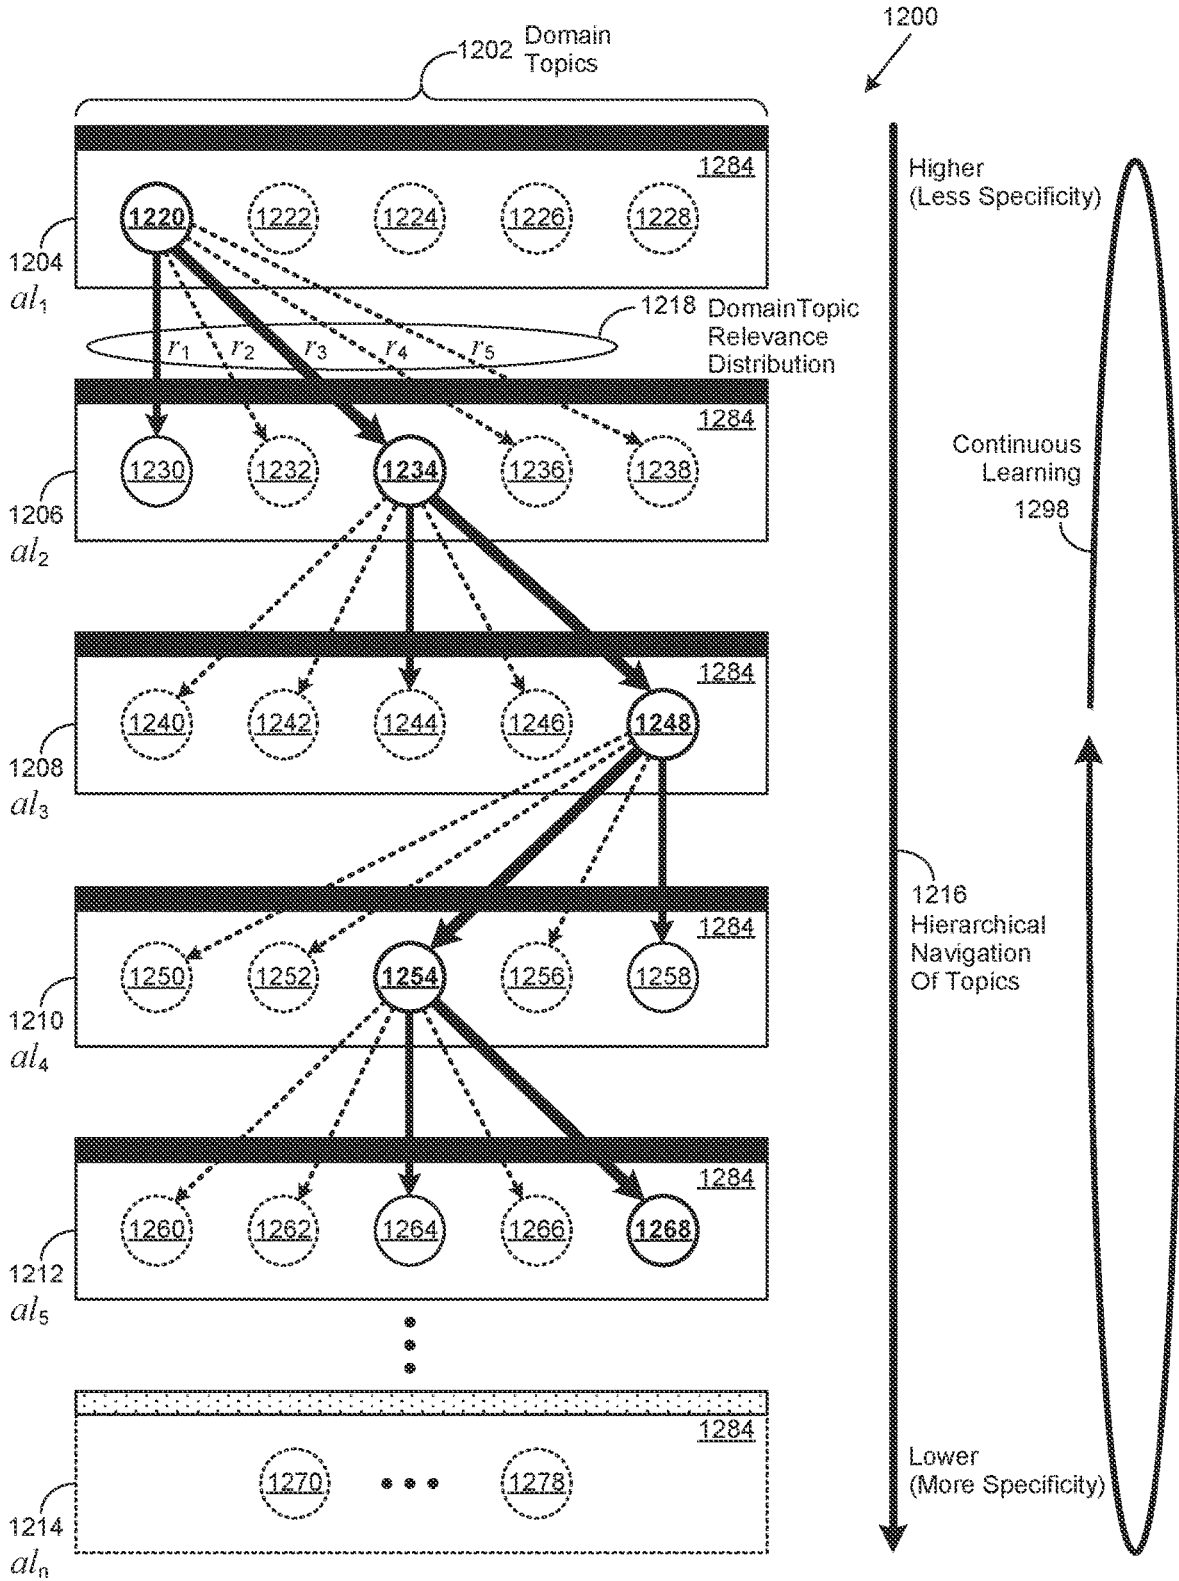 1200
1202 Domain
Topics
1284
1220 1222 1224 1226 1228
1204
al1
Higher
(Less Specificity)
1218 DomainTopic
Relevance
Distribution
r1 r2 r3 r4 r5
1284
1230 1232 1234 1236 1238
1206
al2
Continuous
Learning
1298
1284
1240 1242 1244 1246 1248
1208
al3
1216
Hierarchical
Navigation
Of Topics
1284
1250 1252 1254 1256 1258
1210
al4
1284
1260 1262 1264 1266 1268
1212
al5
1284
1270 1278
1214
aln
Lower
(More Specificity)